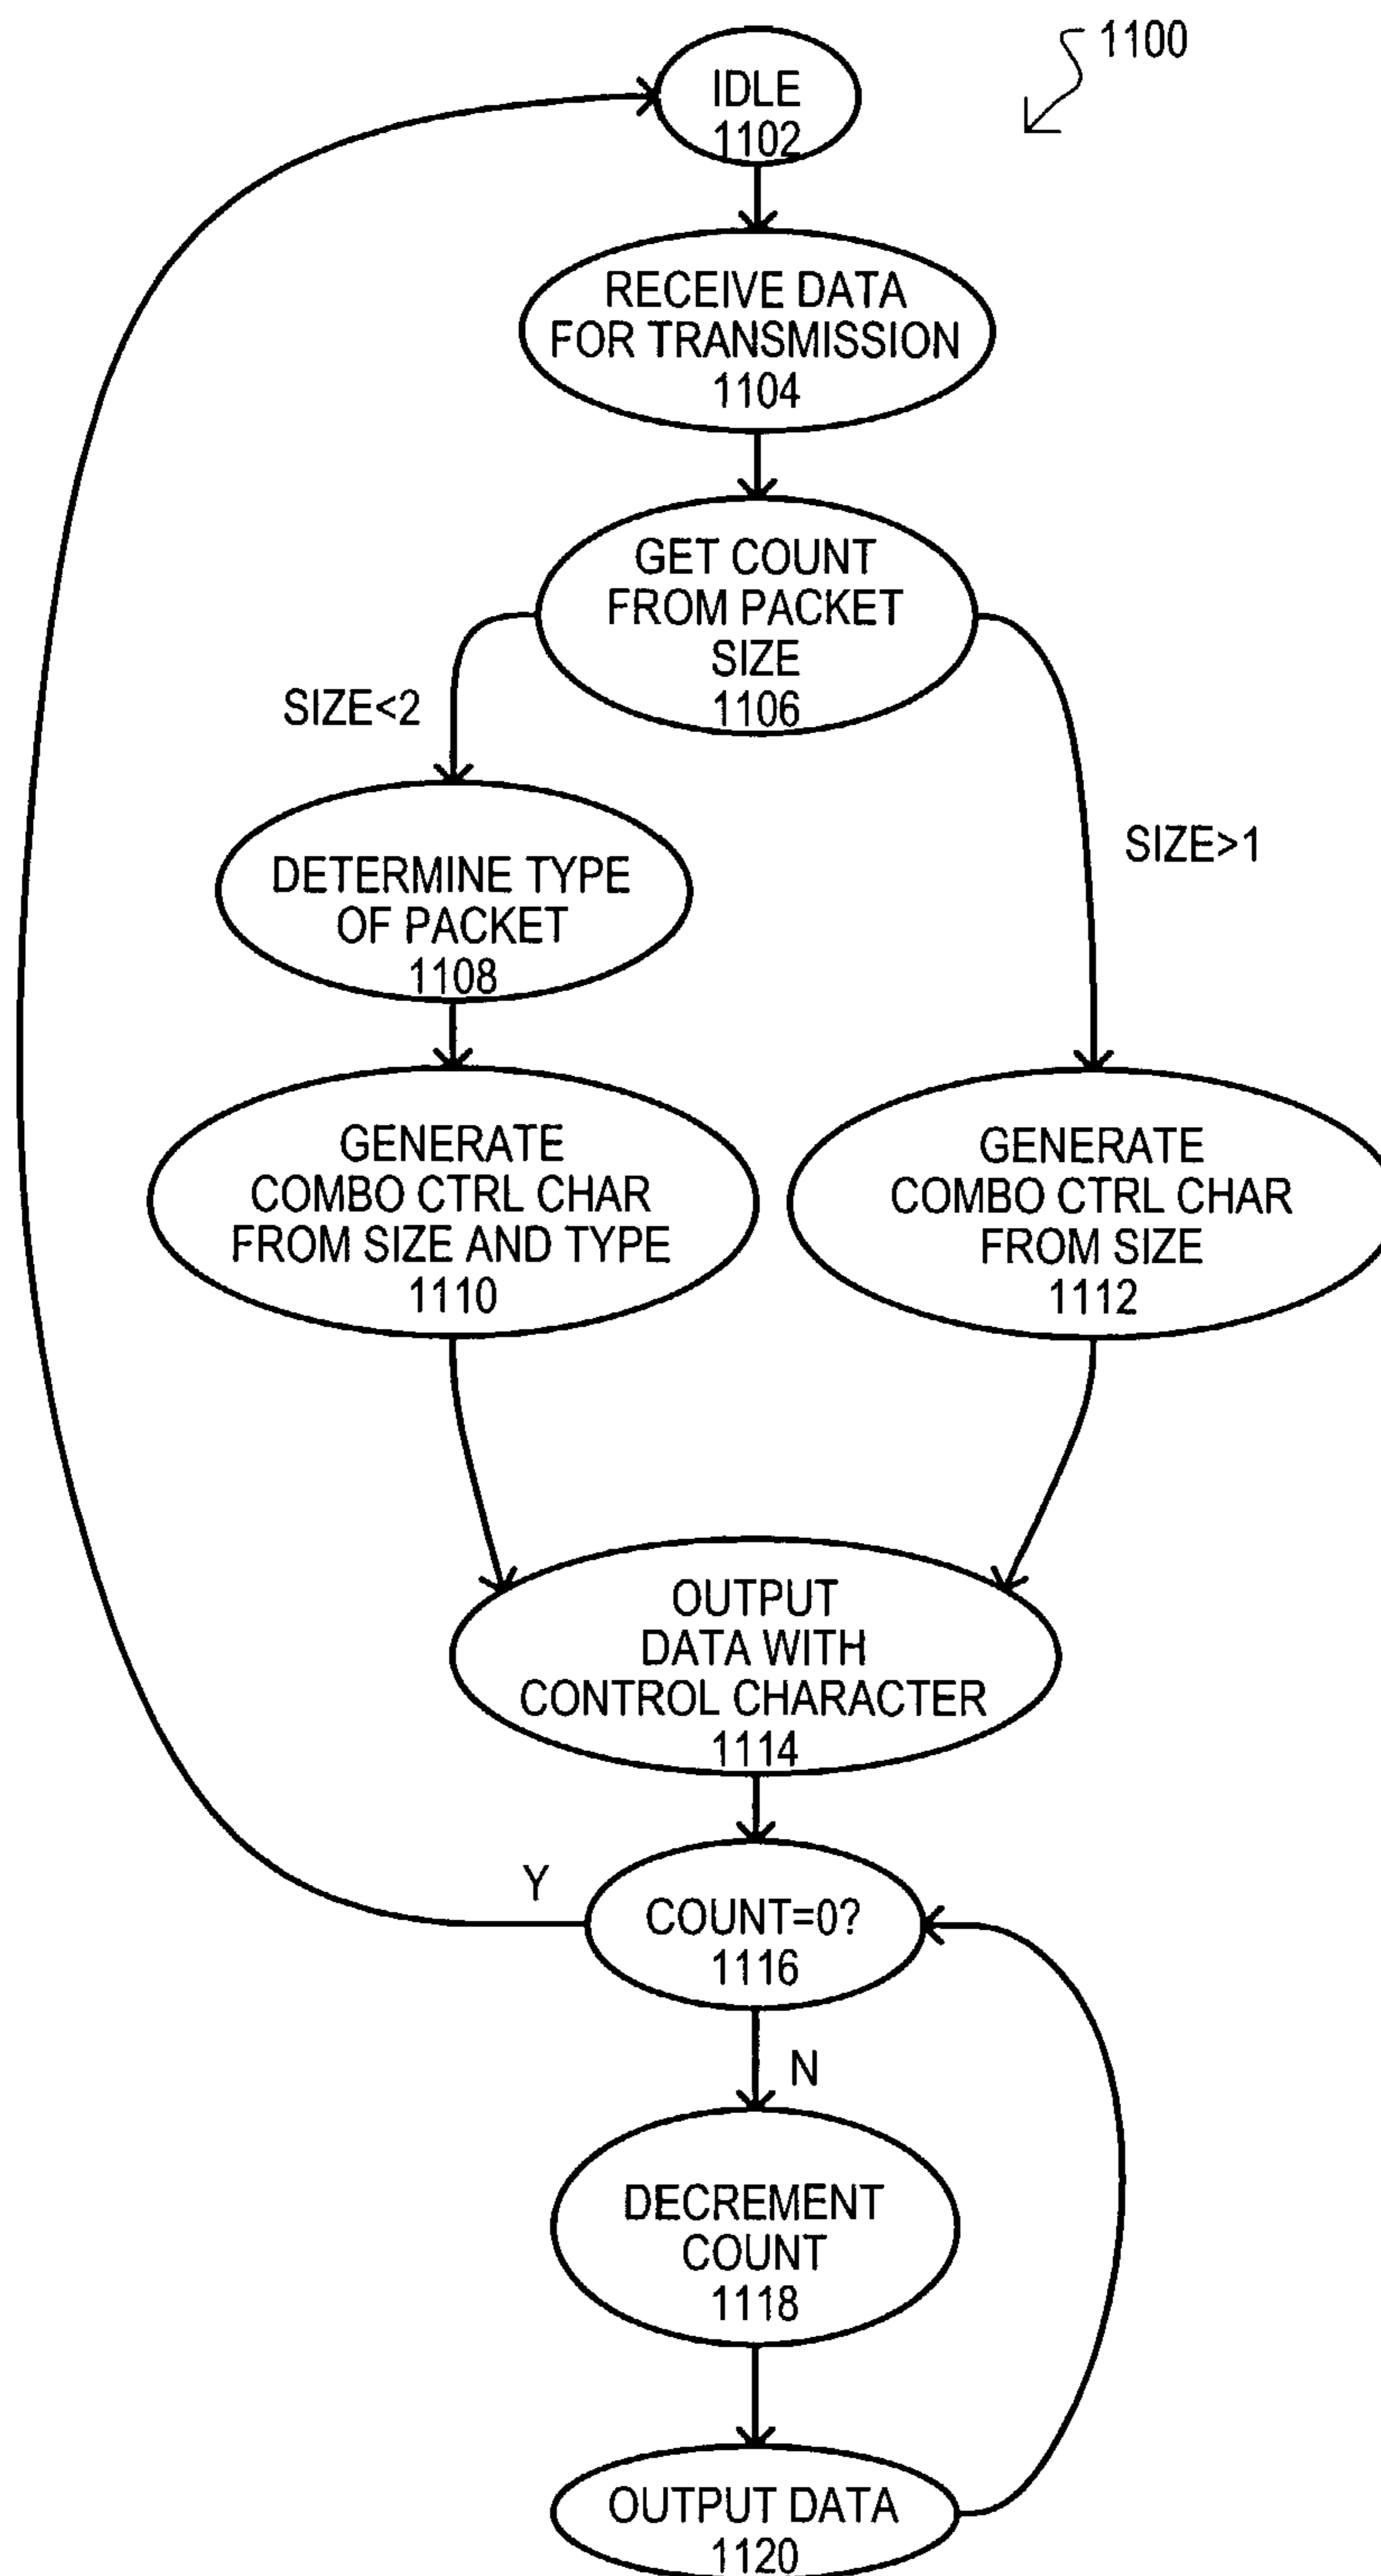 1100
IDLE
1102
RECEIVE DATA
FOR TRANSMISSION
1104
GET COUNT
FROM PACKET
SIZE
1106
SIZE<2
SIZE>1
DETERMINE TYPE
OF PACKET
1108
GENERATE
COMBO CTRL CHAR
FROM SIZE AND TYPE
1110
GENERATE
COMBO CTRL CHAR
FROM SIZE
1112
OUTPUT
DATA WITH
CONTROL CHARACTER
1114
Y
COUNT=0?
1116
N
DECREMENT
COUNT
1118
OUTPUT DATA
1120